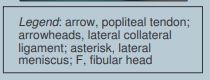 Legend: arrow, popliteal tendon;
arrowheads, lateral collateral
ligament; asterisk, lateral
meniscus; F, fibular head